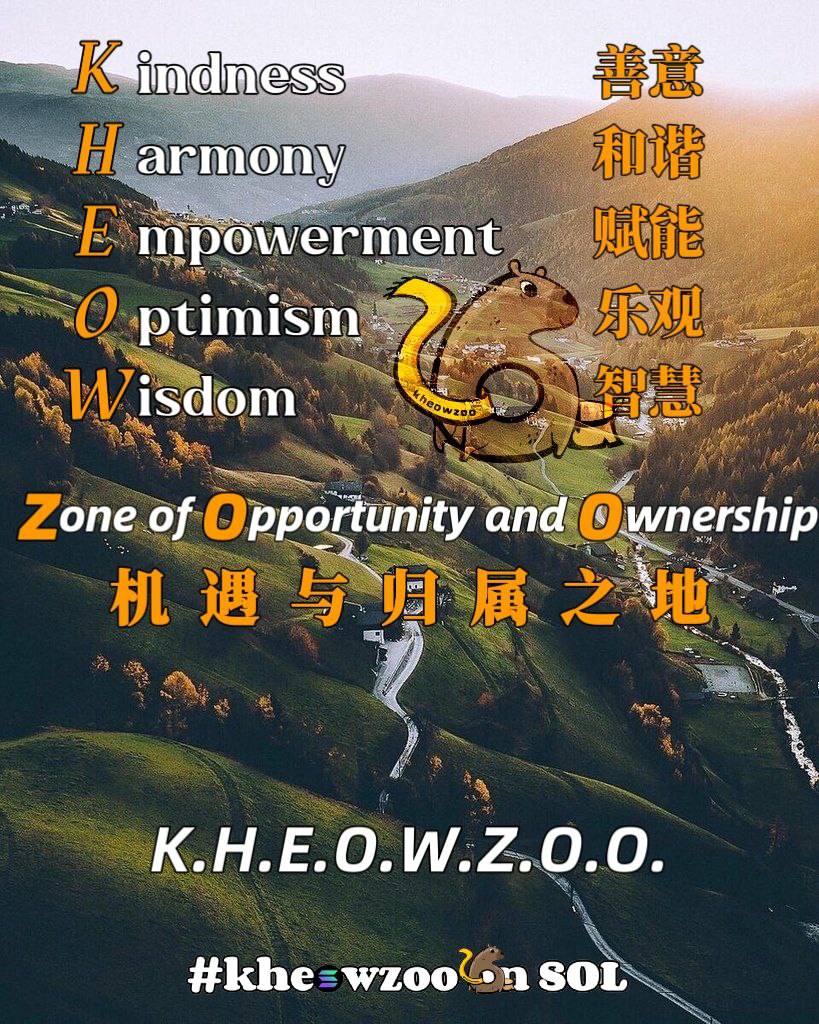 Kindness 善意
Harmony 和谐
Empowerment 赋能
Optimism 乐观
Wisdom 智慧
kheowzoo
Zone of Opportunity and Ownership
机遇与归属之地
K.H.E.O.W.Z.O.O.
#kheowzoo on SOL